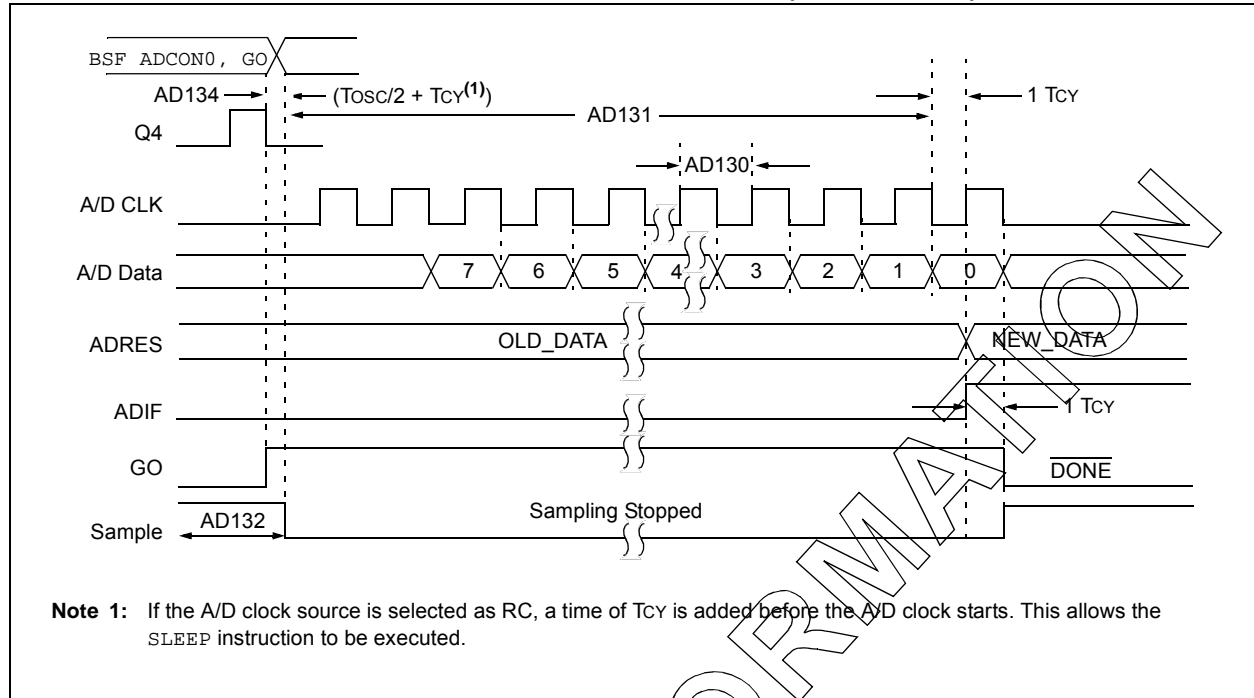 BSF ADCON0, GO
AD134 (TOSC/2 + TCY(1)) 1 TCY
AD131
Q4
AD130
A/D CLK
A/D Data 7 6 5 4 3 2 1 0
ADRES OLD_DATA NEW_DATA
ADIF 1 TCY
GO DONE
Sample AD132 Sampling Stopped
Note 1: If the A/D clock source is selected as RC, a time of TCY is added before the A/D clock starts. This allows the
SLEEP instruction to be executed.